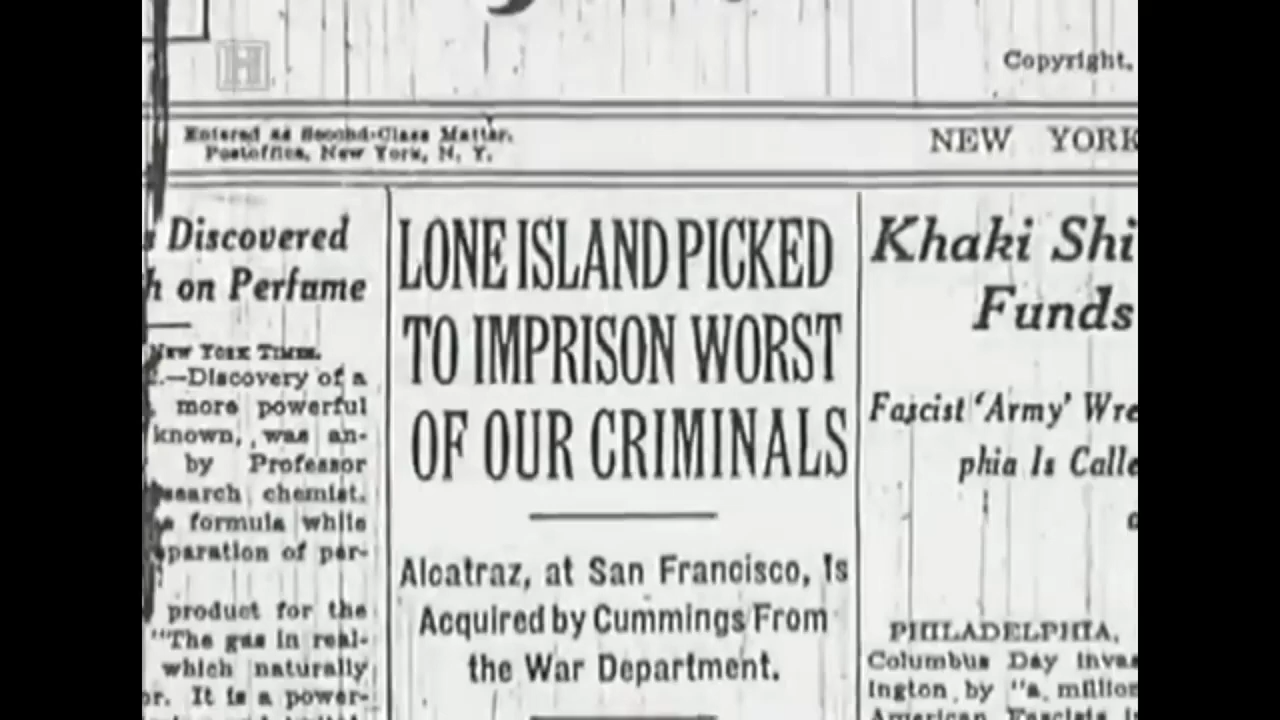 H
Copyright,
Entered as Second-Class Matter,
Postoffice, New York, N. Y.
NEW YORK
Discovered
on Perfume
New York Times.
.—Discovery of a
more powerful
known, was an-
by Professor
search chemist,
formula while
paration of per-
product for the
"The gas in real-
which naturally
or. It is a power-
LONE ISLAND PICKED
TO IMPRISON WORST
OF OUR CRIMINALS
Alcatraz, at San Francisco, Is
Acquired by Cummings From
the War Department.
Khaki Shi
Funds
Fascist 'Army' Wre
phia Is Calle
PHILADELPHIA,
Columbus Day invas
ington by "a million
American Fascists i